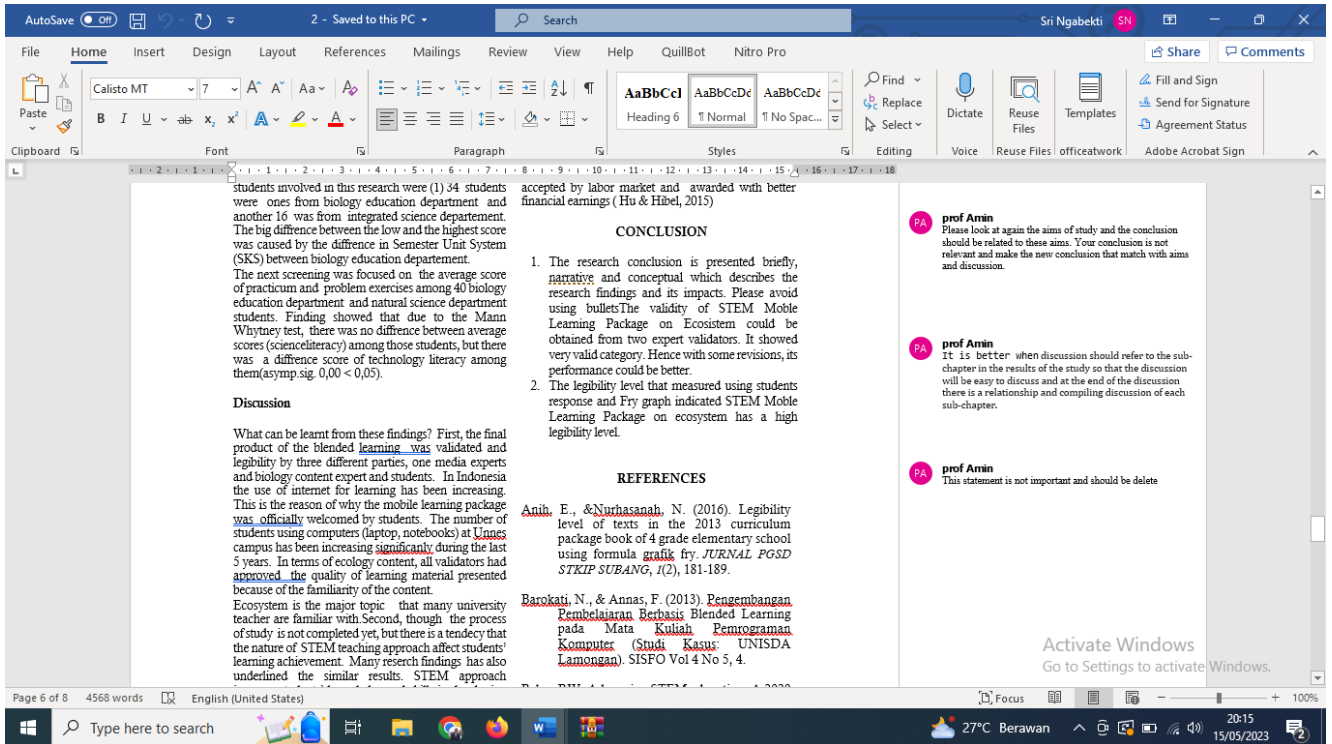 AutoSave Off 2 - Saved to this PC Search Sri Ngabekti SN
File Home Insert Design Layout References Mailings Review View Help QuillBot Nitro Pro Share Comments
Paste
Clipboard
Calisto MT 7
Font
Paragraph
AaBbCcI AaBbCcDc AaBbCcDc
Heading 6 ¶ Normal ¶ No Spac...
Styles
Find
Replace
Select
Editing
Dictate
Voice
Reuse
Files
Reuse Files
Templates
officeatwork
Fill and Sign
Send for Signature
Agreement Status
Adobe Acrobat Sign
2 1 1 2 3 4 5 6 7 8 9 10 11 12 13 14 15 16 17 18
students involved in this research were (1) 34 students
were ones from biology education department and
another 16 was from integrated science departement.
The big diffrence between the low and the highest score
was caused by the diffrence in Semester Unit System
(SKS) between biology education departement.
The next screening was focused on the average score
of practicum and problem exercises among 40 biology
education department and natural science department
students. Finding showed that due to the Mann
Whytney test, there was no diffrence between average
scores (scienceliteracy) among those students, but there
was a diffrence score of technology literacy among
them(asymp.sig. 0,00 < 0,05).
Discussion
What can be learnt from these findings? First, the final
product of the blended learning was validated and
legibility by three different parties, one media experts
and biology content expert and students. In Indonesia
the use of internet for learning has been increasing.
This is the reason of why the mobile learning package
was officially welcomed by students. The number of
students using computers (laptop, notebooks) at Unnes
campus has been increasing significanly during the last
5 years. In terms of ecology content, all validators had
approved the quality of learning material presented
because of the familiarity of the content.
Ecosystem is the major topic that many university
teacher are familiar with.Second, though the process
of study is not completed yet, but there is a tendecy that
the nature of STEM teaching approach affect students'
learning achievement. Many reserch findings has also
underlined the similar results. STEM approach
accepted by labor market and awarded with better
financial earnings ( Hu & Hibel, 2015)
CONCLUSION
1. The research conclusion is presented briefly,
narrative and conceptual which describes the
research findings and its impacts. Please avoid
using bulletsThe validity of STEM Moble
Learning Package on Ecosistem could be
obtained from two expert validators. It showed
very valid category. Hence with some revisions, its
performance could be better.
2. The legibility level that measured using students
response and Fry graph indicated STEM Moble
Learning Package on ecosystem has a high
legibility level.
REFERENCES
Anih, E., &Nurhasanah, N. (2016). Legibility
level of texts in the 2013 curriculum
package book of 4 grade elementary school
using formula grafik fry. JURNAL PGSD
STKIP SUBANG, 1(2), 181-189.
Barokati, N., & Annas, F. (2013). Pengembangan
Pembelajaran Berbasis Blended Learning
pada Mata Kuliah Pemrograman
Komputer (Studi Kasus: UNISDA
Lamongan). SISFO Vol 4 No 5, 4.
PA prof Amin
Please look at again the aims of study and the conclusion
should be related to these aims. Your conclusion is not
relevant and make the new conclusion that match with aims
and discussion.
PA prof Amin
It is better when discussion should refer to the sub-
chapter in the results of the study so that the discussion
will be easy to discuss and at the end of the discussion
there is a relationship and compiling discussion of each
sub-chapter.
PA prof Amin
This statement is not important and should be delete
Activate Windows
Go to Settings to activate Windows.
Page 6 of 8 4568 words English (United States) Focus 100%
Type here to search 27°C Berawan 20:15
15/05/2023 2